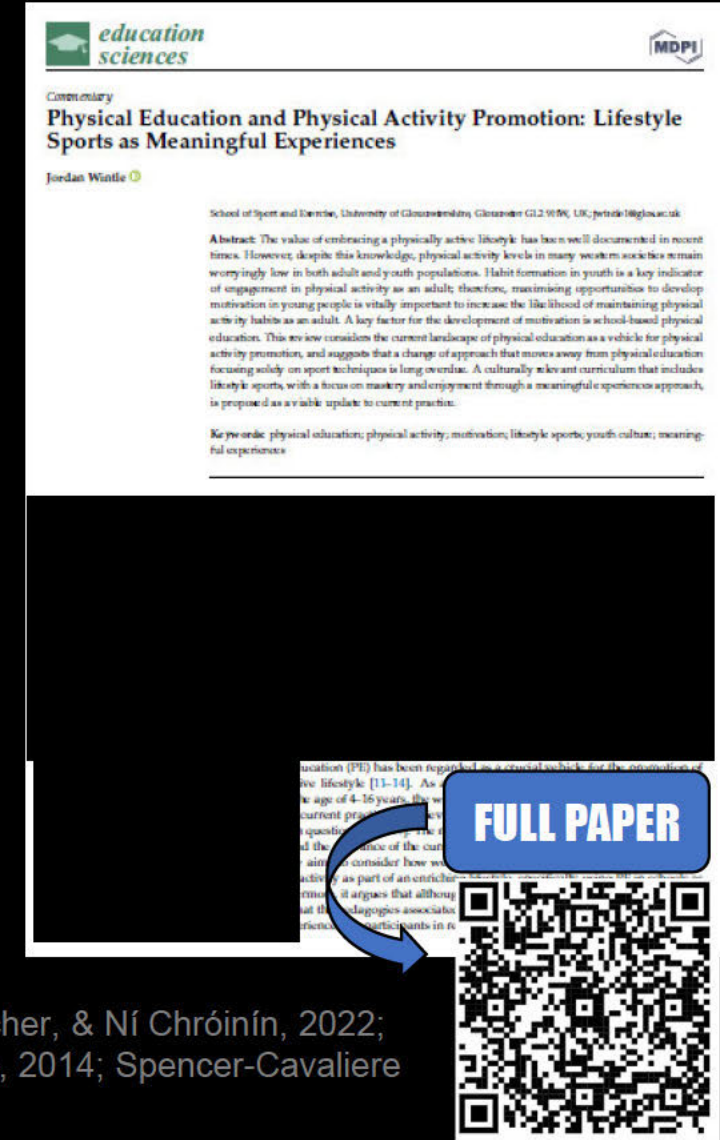 education
sciences
MDPI
Commentary
Physical Education and Physical Activity Promotion: Lifestyle
Sports as Meaningful Experiences
Jordan Wintle
School of Sport and Exercise, University of Gloucestershire, Gloucester GL2 9HW, UK; jwintle1@glos.ac.uk
Abstract: The value of embracing a physically active lifestyle has been well documented in recent
times. However, despite this knowledge, physical activity levels in many western societies remain
worryingly low in both adult and youth populations. Habit formation in youth is a key indicator
of engagement in physical activity as an adult; therefore, maximising opportunities to develop
motivation in young people is vitally important to increase the likelihood of maintaining physical
activity habits as an adult. A key factor for the development of motivation is school-based physical
education. This review considers the current landscape of physical education as a vehicle for physical
activity promotion, and suggests that a change of approach that moves away from physical education
focusing solely on sport techniques is long overdue. A culturally relevant curriculum that includes
lifestyle sports, with a focus on mastery and enjoyment through a meaningful experiences approach,
is proposed as a viable update to current practice.
Keywords: physical education; physical activity; motivation; lifestyle sports; youth culture; meaning-
ful experiences
ucation (PE) has been regarded as a crucial vehicle for the promotion of
ive lifestyle [11–14]. As
e age of 4–16 years, the
current
question
d the of the
aim consider how
activity as part of an
it argues that
at
participants in
FULL PAPER
her, & Ní Chróinín, 2022;
, 2014; Spencer-Cavaliere